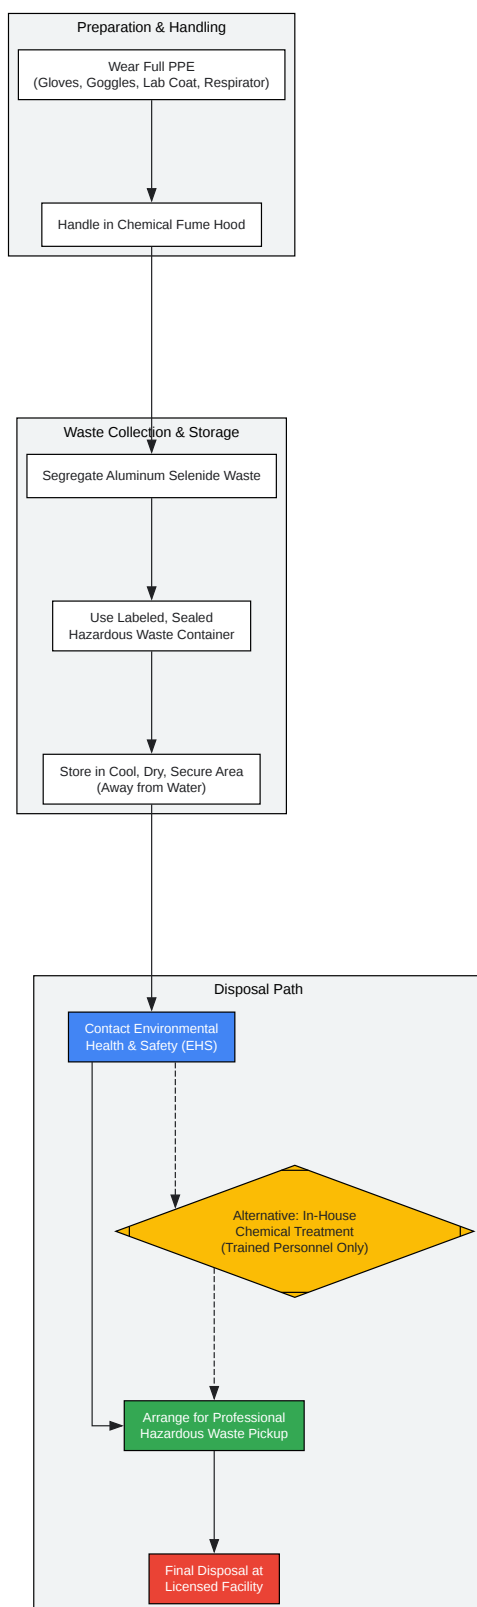 Preparation & Handling
Wear Full PPE
(Gloves, Goggles, Lab Coat, Respirator)
Handle in Chemical Fume Hood
Waste Collection & Storage
Segregate Aluminum Selenide Waste
Use Labeled, Sealed
Hazardous Waste Container
Store in Cool, Dry, Secure Area
(Away from Water)
Disposal Path
Contact Environmental
Health & Safety (EHS)
Alternative: In-House
Chemical Treatment
(Trained Personnel Only)
Arrange for Professional
Hazardous Waste Pickup
Final Disposal at
Licensed Facility